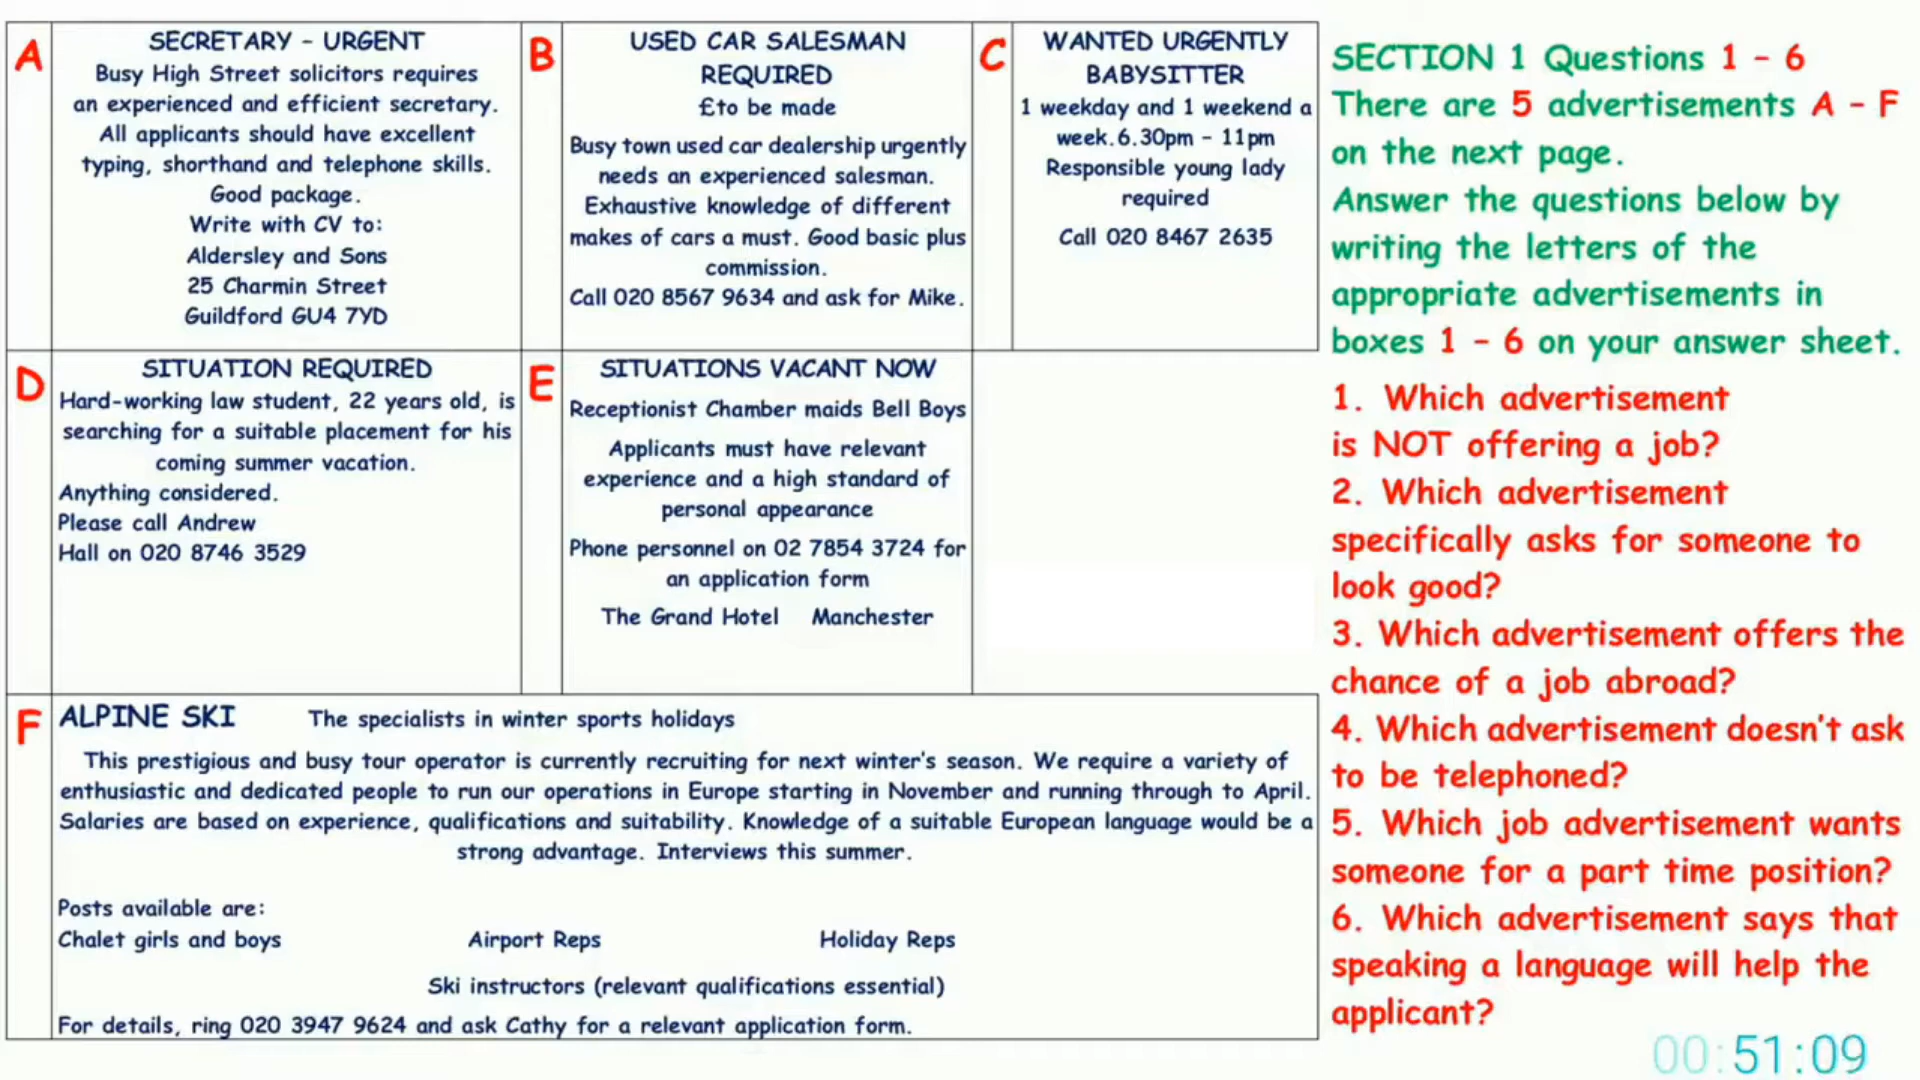 A
SECRETARY - URGENT
Busy High Street solicitors requires
an experienced and efficient secretary.
All applicants should have excellent
typing, shorthand and telephone skills.
Good package.
Write with CV to:
Aldersley and Sons
25 Charmin Street
Guildford GU4 7YD
B
USED CAR SALESMAN
REQUIRED
£to be made
Busy town used car dealership urgently
needs an experienced salesman.
Exhaustive knowledge of different
makes of cars a must. Good basic plus
commission.
Call 020 8567 9634 and ask for Mike.
C
WANTED URGENTLY
BABYSITTER
1 weekday and 1 weekend a
week.6.30pm - 11pm
Responsible young lady
required
Call 020 8467 2635
D
SITUATION REQUIRED
Hard-working law student, 22 years old, is
searching for a suitable placement for his
coming summer vacation.
Anything considered.
Please call Andrew
Hall on 020 8746 3529
E
SITUATIONS VACANT NOW
Receptionist Chamber maids Bell Boys
Applicants must have relevant
experience and a high standard of
personal appearance
Phone personnel on 02 7854 3724 for
an application form
The Grand Hotel Manchester
F
ALPINE SKI The specialists in winter sports holidays
This prestigious and busy tour operator is currently recruiting for next winter's season. We require a variety of
enthusiastic and dedicated people to run our operations in Europe starting in November and running through to April.
Salaries are based on experience, qualifications and suitability. Knowledge of a suitable European language would be a
strong advantage. Interviews this summer.
Posts available are:
Chalet girls and boys Airport Reps Holiday Reps
Ski instructors (relevant qualifications essential)
For details, ring 020 3947 9624 and ask Cathy for a relevant application form.
SECTION 1 Questions 1 - 6
There are 5 advertisements A - F
on the next page.
Answer the questions below by
writing the letters of the
appropriate advertisements in
boxes 1 - 6 on your answer sheet.
1. Which advertisement
is NOT offering a job?
2. Which advertisement
specifically asks for someone to
look good?
3. Which advertisement offers the
chance of a job abroad?
4. Which advertisement doesn't ask
to be telephoned?
5. Which job advertisement wants
someone for a part time position?
6. Which advertisement says that
speaking a language will help the
applicant?
00:51:09